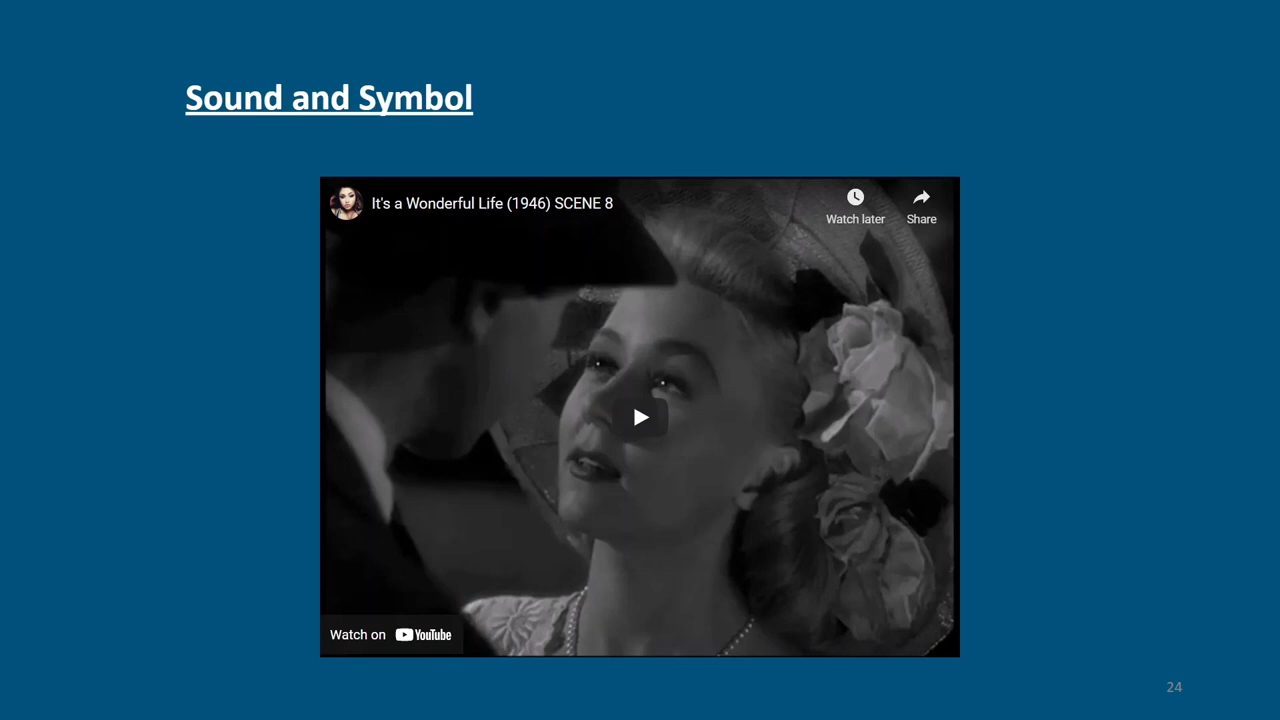 Sound and Symbol
It's a Wonderful Life (1946) SCENE 8
Watch later
Share
Watch on YouTube
24